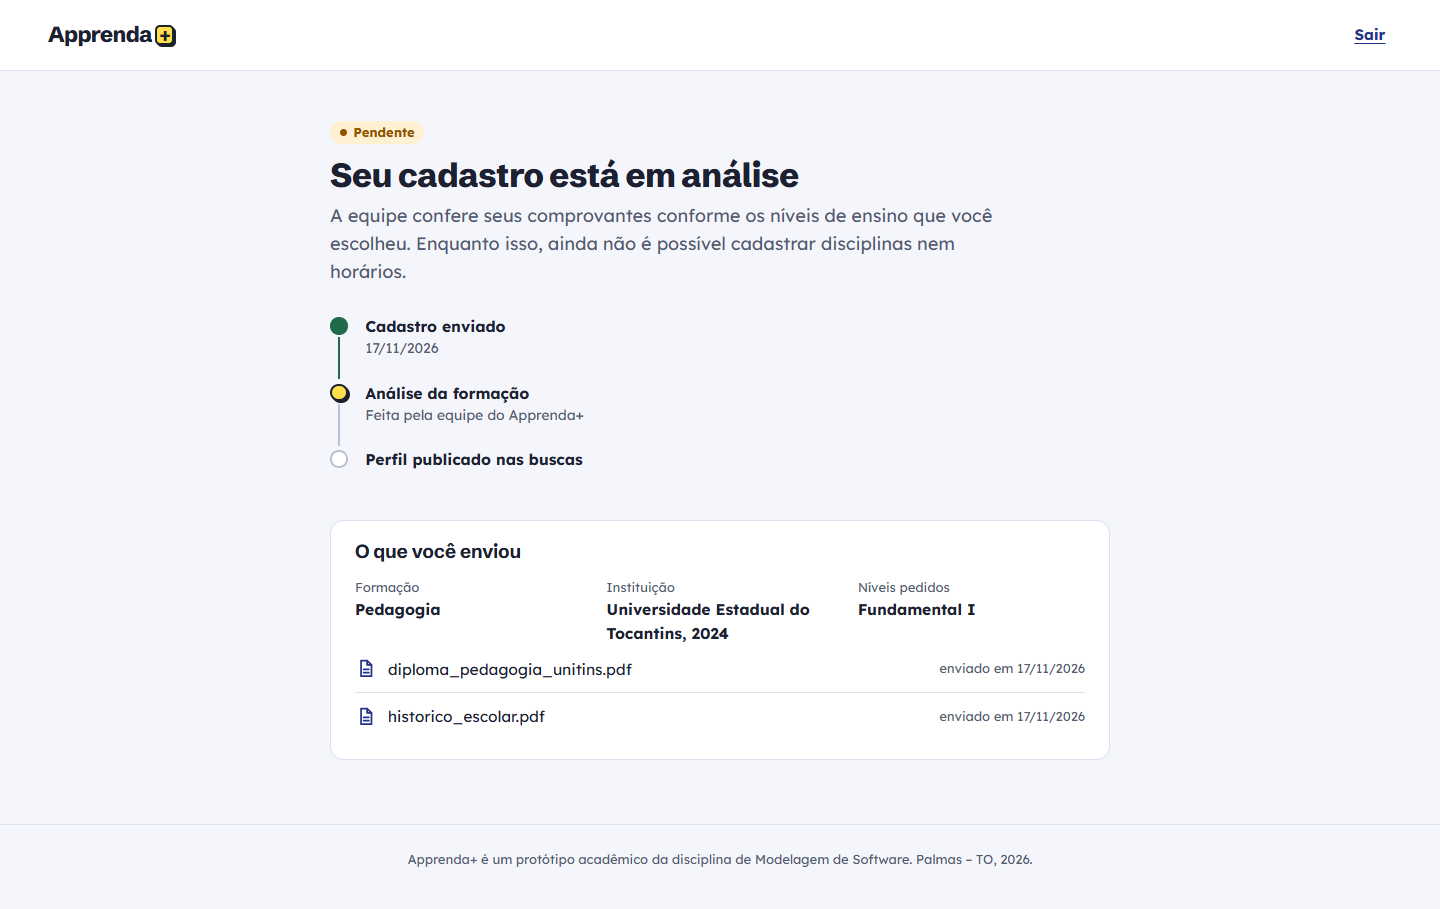 Apprenda+
Sair
Pendente
Seu cadastro está em análise
A equipe confere seus comprovantes conforme os níveis de ensino que você
escolheu. Enquanto isso, ainda não é possível cadastrar disciplinas nem
horários.
Cadastro enviado
17/11/2026
Análise da formação
Feita pela equipe do Apprenda+
Perfil publicado nas buscas
O que você enviou
Formação
Pedagogia
Instituição
Universidade Estadual do
Tocantins, 2024
Níveis pedidos
Fundamental I
diploma_pedagogia_unitins.pdf
enviado em 17/11/2026
historico_escolar.pdf
enviado em 17/11/2026
Apprenda+ é um protótipo acadêmico da disciplina de Modelagem de Software. Palmas – TO, 2026.